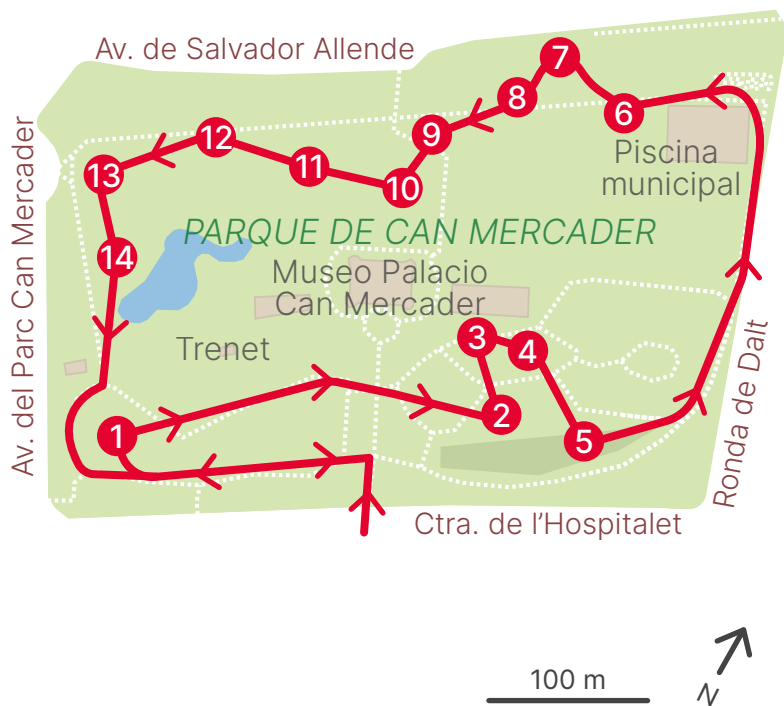 Av. de Salvador Allende
7
8
6
9
12
11
13
10
Piscina
municipal
Av. del Parc Can Mercader
PARQUE DE CAN MERCADER
14
Museo Palacio
Can Mercader
3
4
Trenet
2
1
5
Ronda de Dalt
Ctra. de l'Hospitalet
100 m
N